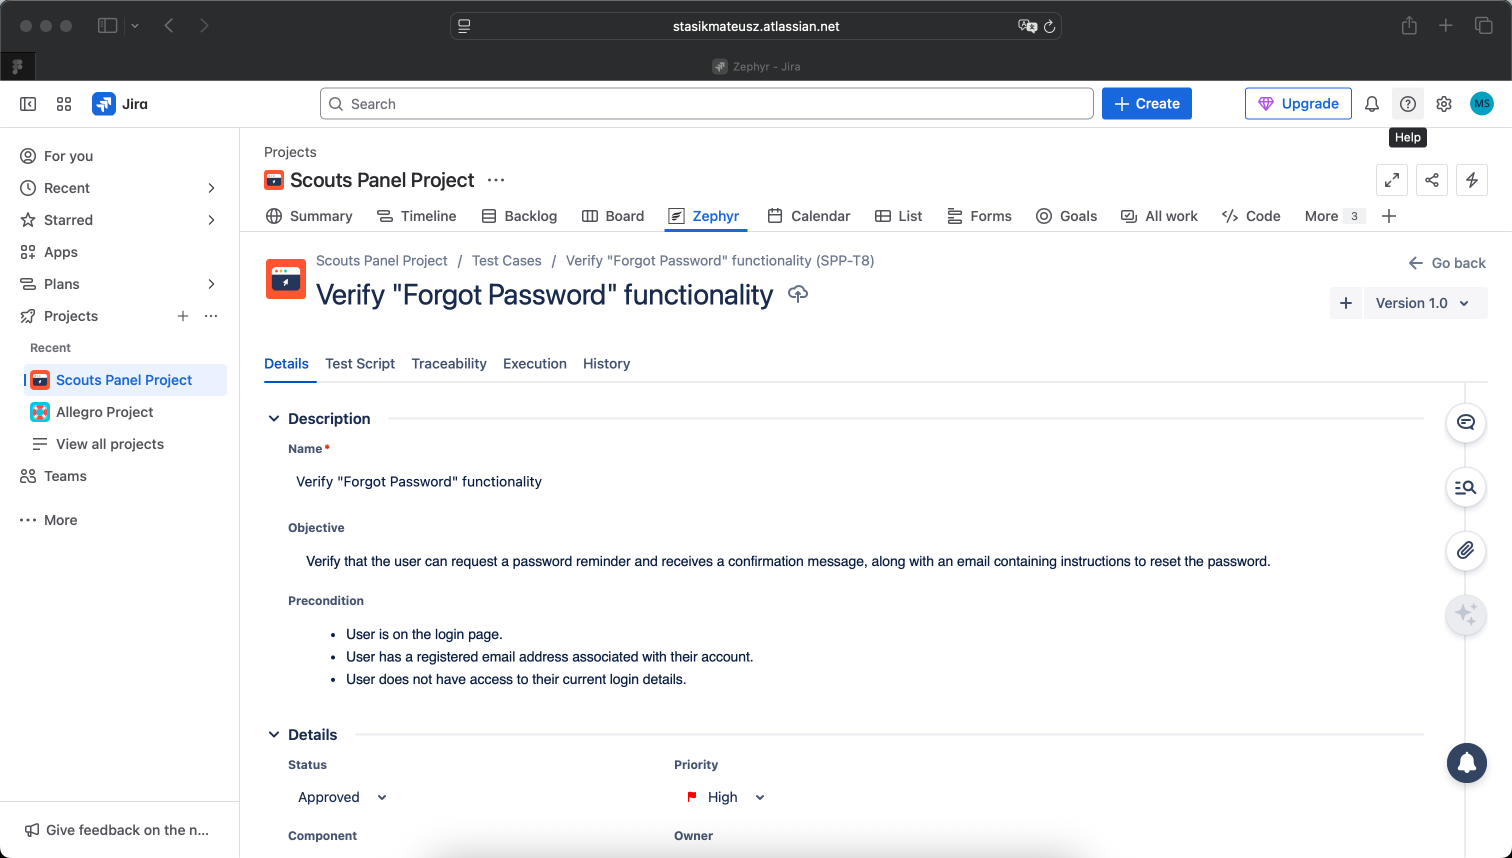 stasikmateusz.atlassian.net
Zephyr - Jira
Jira
Search
Create
Upgrade
MS
Help
For you
Recent
Starred
Apps
Plans
Projects
Recent
Scouts Panel Project
Allegro Project
View all projects
Teams
More
Give feedback on the n...
Projects
Scouts Panel Project
Summary Timeline Backlog Board Zephyr Calendar List Forms Goals All work Code More 3
Scouts Panel Project / Test Cases / Verify "Forgot Password" functionality (SPP-T8)
Go back
Verify "Forgot Password" functionality
Version 1.0
Details Test Script Traceability Execution History
Description
Name*
Verify "Forgot Password" functionality
Objective
Verify that the user can request a password reminder and receives a confirmation message, along with an email containing instructions to reset the password.
Precondition
• User is on the login page.
• User has a registered email address associated with their account.
• User does not have access to their current login details.
Details
Status Priority
Approved High
Component Owner